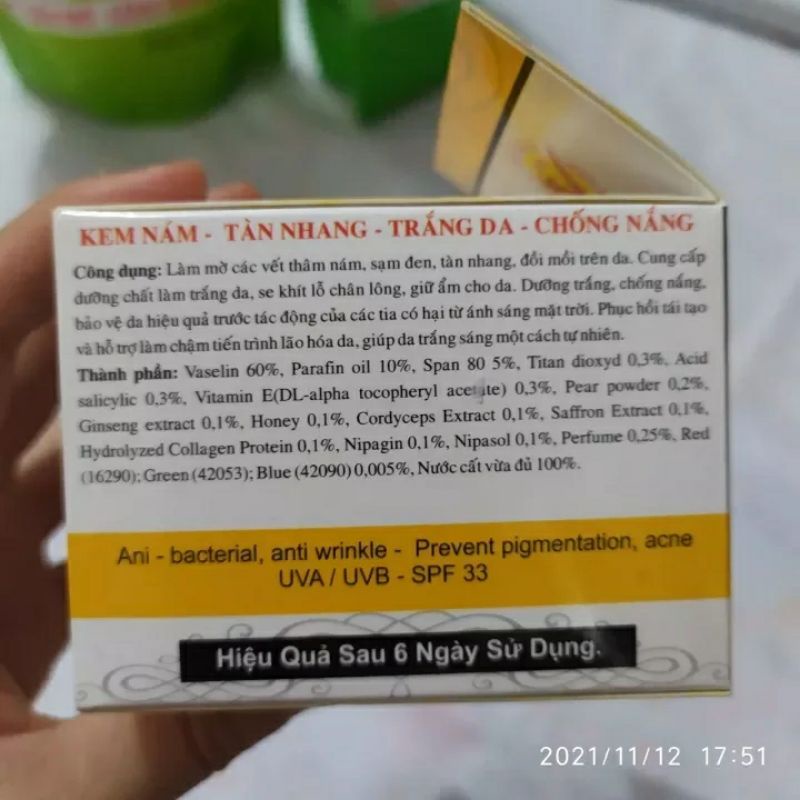 KEM NÁM - TÀN NHANG - TRẮNG DA - CHỐNG NẮNG
Công dụng: Làm mờ các vết thâm nám, sạm đen, tàn nhang, đồi mồi trên da. Cung cấp
dưỡng chất làm trắng da, se khít lỗ chân lông, giữ ẩm cho da. Dưỡng trắng, chống nắng,
bảo vệ da hiệu quả trước tác động của các tia có hại từ ánh sáng mặt trời. Phục hồi tái tạo
và hỗ trợ làm chậm tiến trình lão hóa da, giúp da trắng sáng một cách tự nhiên.
Thành phần: Vaselin 60%, Parafin oil 10%, Span 80 5%, Titan dioxyd 0,3%, Acid
salicylic 0,3%, Vitamin E(DL-alpha tocopheryl acetate) 0,3%, Pear powder 0,2%,
Ginseng extract 0,1%, Honey 0,1%, Cordyceps Extract 0,1%, Saffron Extract 0,1%,
Hydrolyzed Collagen Protein 0,1%, Nipagin 0,1%, Nipasol 0,1%, Perfume 0,25%, Red
(16290); Green (42053); Blue (42090) 0,005%, Nước cất vừa đủ 100%.
Ani - bacterial, anti wrinkle - Prevent pigmentation, acne
UVA / UVB - SPF 33
Hiệu Quả Sau 6 Ngày Sử Dụng.
2021/11/12 17:51